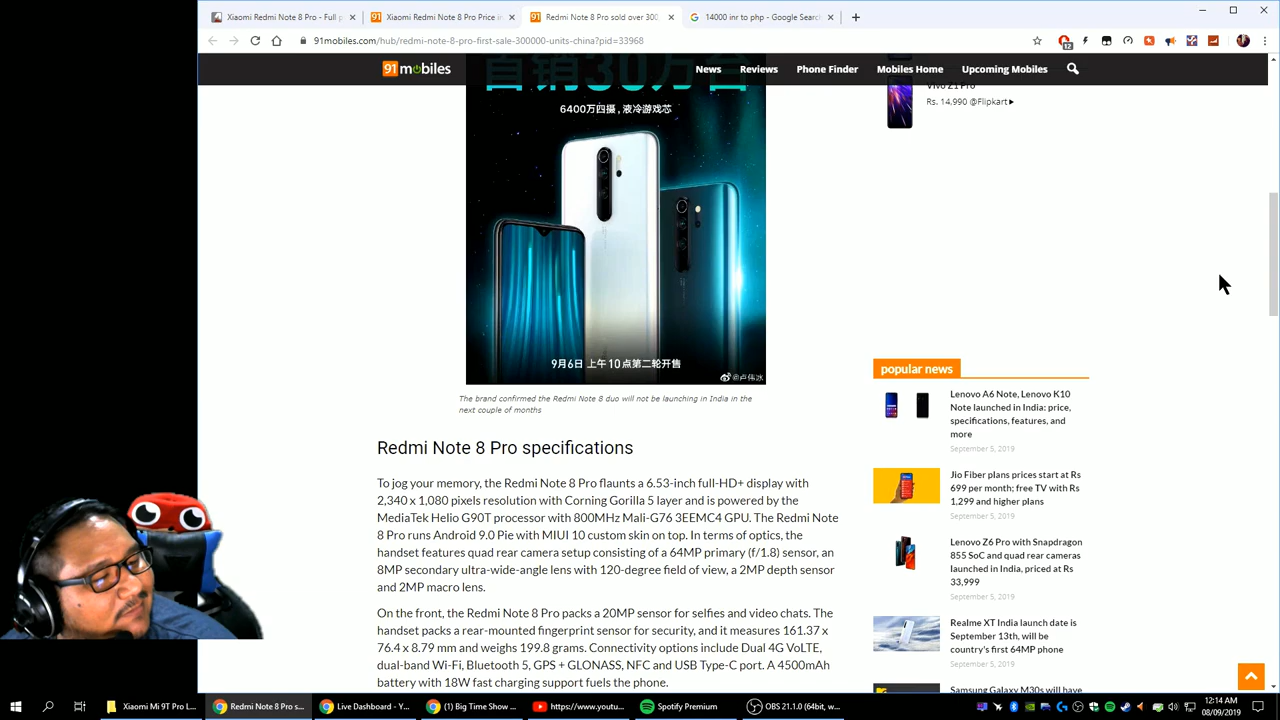 Xiaomi Redmi Note 8 Pro - Full p
Xiaomi Redmi Note 8 Pro Price in
Redmi Note 8 Pro sold over 300
14000 inr to php - Google Search
91mobiles.com/hub/redmi-note-8-pro-first-sale-300000-units-china?pid=33968
12
91mobiles
News
Reviews
Phone Finder
Mobiles Home
Upcoming Mobiles
首销30万台
6400万四摄，液冷游戏芯
9月6日 上午10点第二轮开售
@卢伟冰
Vivo Z1 Pro
Rs. 14,990 @Flipkart
The brand confirmed the Redmi Note 8 duo will not be launching in India in the
next couple of months
Redmi Note 8 Pro specifications
To jog your memory, the Redmi Note 8 Pro flaunts a 6.53-inch full-HD+ display with
2,340 x 1,080 pixels resolution with Corning Gorilla 5 layer and is powered by the
MediaTek Helio G90T processor with 800MHz Mali-G76 3EEMC4 GPU. The Redmi Note
8 Pro runs Android 9.0 Pie with MIUI 10 custom skin on top. In terms of optics, the
handset features quad rear camera setup consisting of a 64MP primary (f/1.8) sensor, an
8MP secondary ultra-wide-angle lens with 120-degree field of view, a 2MP depth sensor
and 2MP macro lens.
On the front, the Redmi Note 8 Pro packs a 20MP sensor for selfies and video chats. The
handset packs a rear-mounted fingerprint sensor for security, and it measures 161.37 x
76.4 x 8.79 mm and weighs 199.8 grams. Connectivity options include Dual 4G VoLTE,
dual-band Wi-Fi, Bluetooth 5, GPS + GLONASS, NFC and USB Type-C port. A 4500mAh
battery with 18W fast charging support fuels the phone.
popular news
Lenovo A6 Note, Lenovo K10
Note launched in India: price,
specifications, features, and
more
September 5, 2019
Jio Fiber plans prices start at Rs
699 per month; free TV with Rs
1,299 and higher plans
September 5, 2019
Lenovo Z6 Pro with Snapdragon
855 SoC and quad rear cameras
launched in India, priced at Rs
33,999
September 5, 2019
Realme XT India launch date is
September 13th, will be
country's first 64MP phone
September 5, 2019
Samsung Galaxy M30s will have
Xiaomi Mi 9T Pro L...
Redmi Note 8 Pro s...
Live Dashboard - Y...
(1) Big Time Show ...
https://www.youtu...
Spotify Premium
OBS 21.1.0 (64bit, w...
12:14 AM
08/09/2019